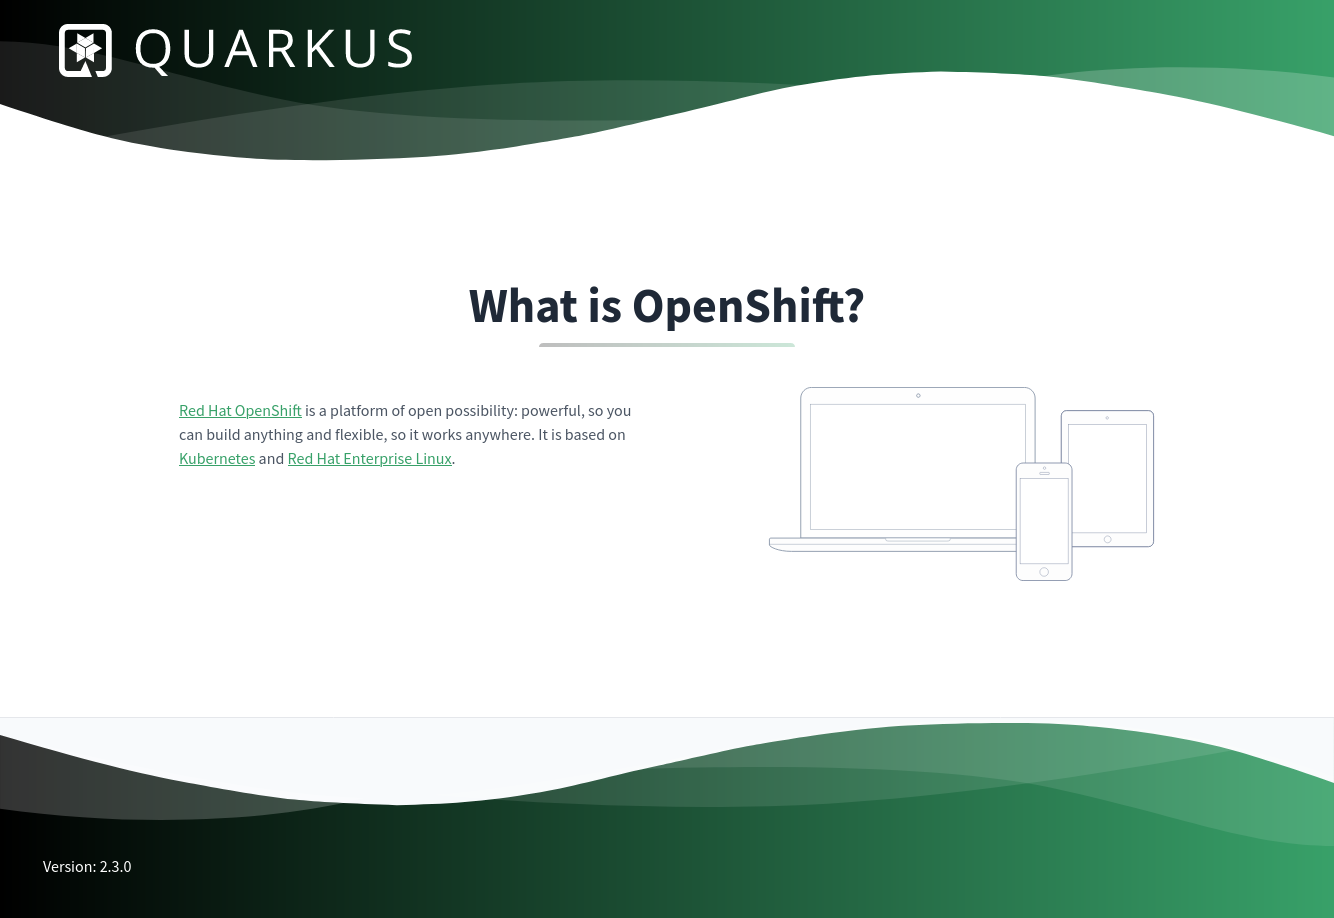 QUARKUS
What is OpenShift?
Red Hat OpenShift is a platform of open possibility: powerful, so you
can build anything and flexible, so it works anywhere. It is based on
Kubernetes and Red Hat Enterprise Linux.
Version: 2.3.0